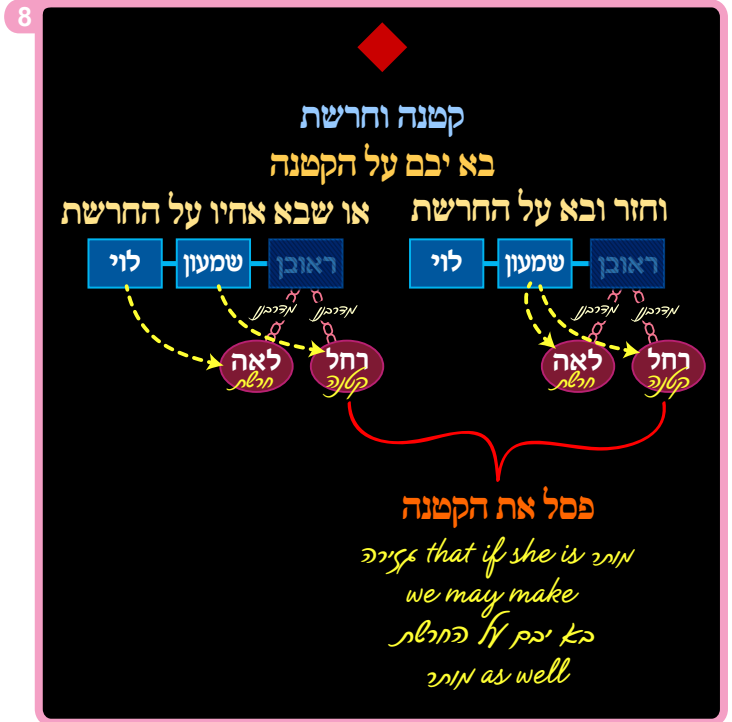 8
קטנה וחרשת
בא יבם על הקטנה
וחזר ובא על החרשת
או שבא אחיו על החרשת
ראובן שמעון לוי
מדרבנן מדרבנן
רחל לאה
קטנה חרשת
ראובן שמעון לוי
מדרבנן מדרבנן
רחל לאה
קטנה חרשת
פסל את הקטנה
גזירה that if she is מותר
we may make
בא יבם על החרשת
מותר as well